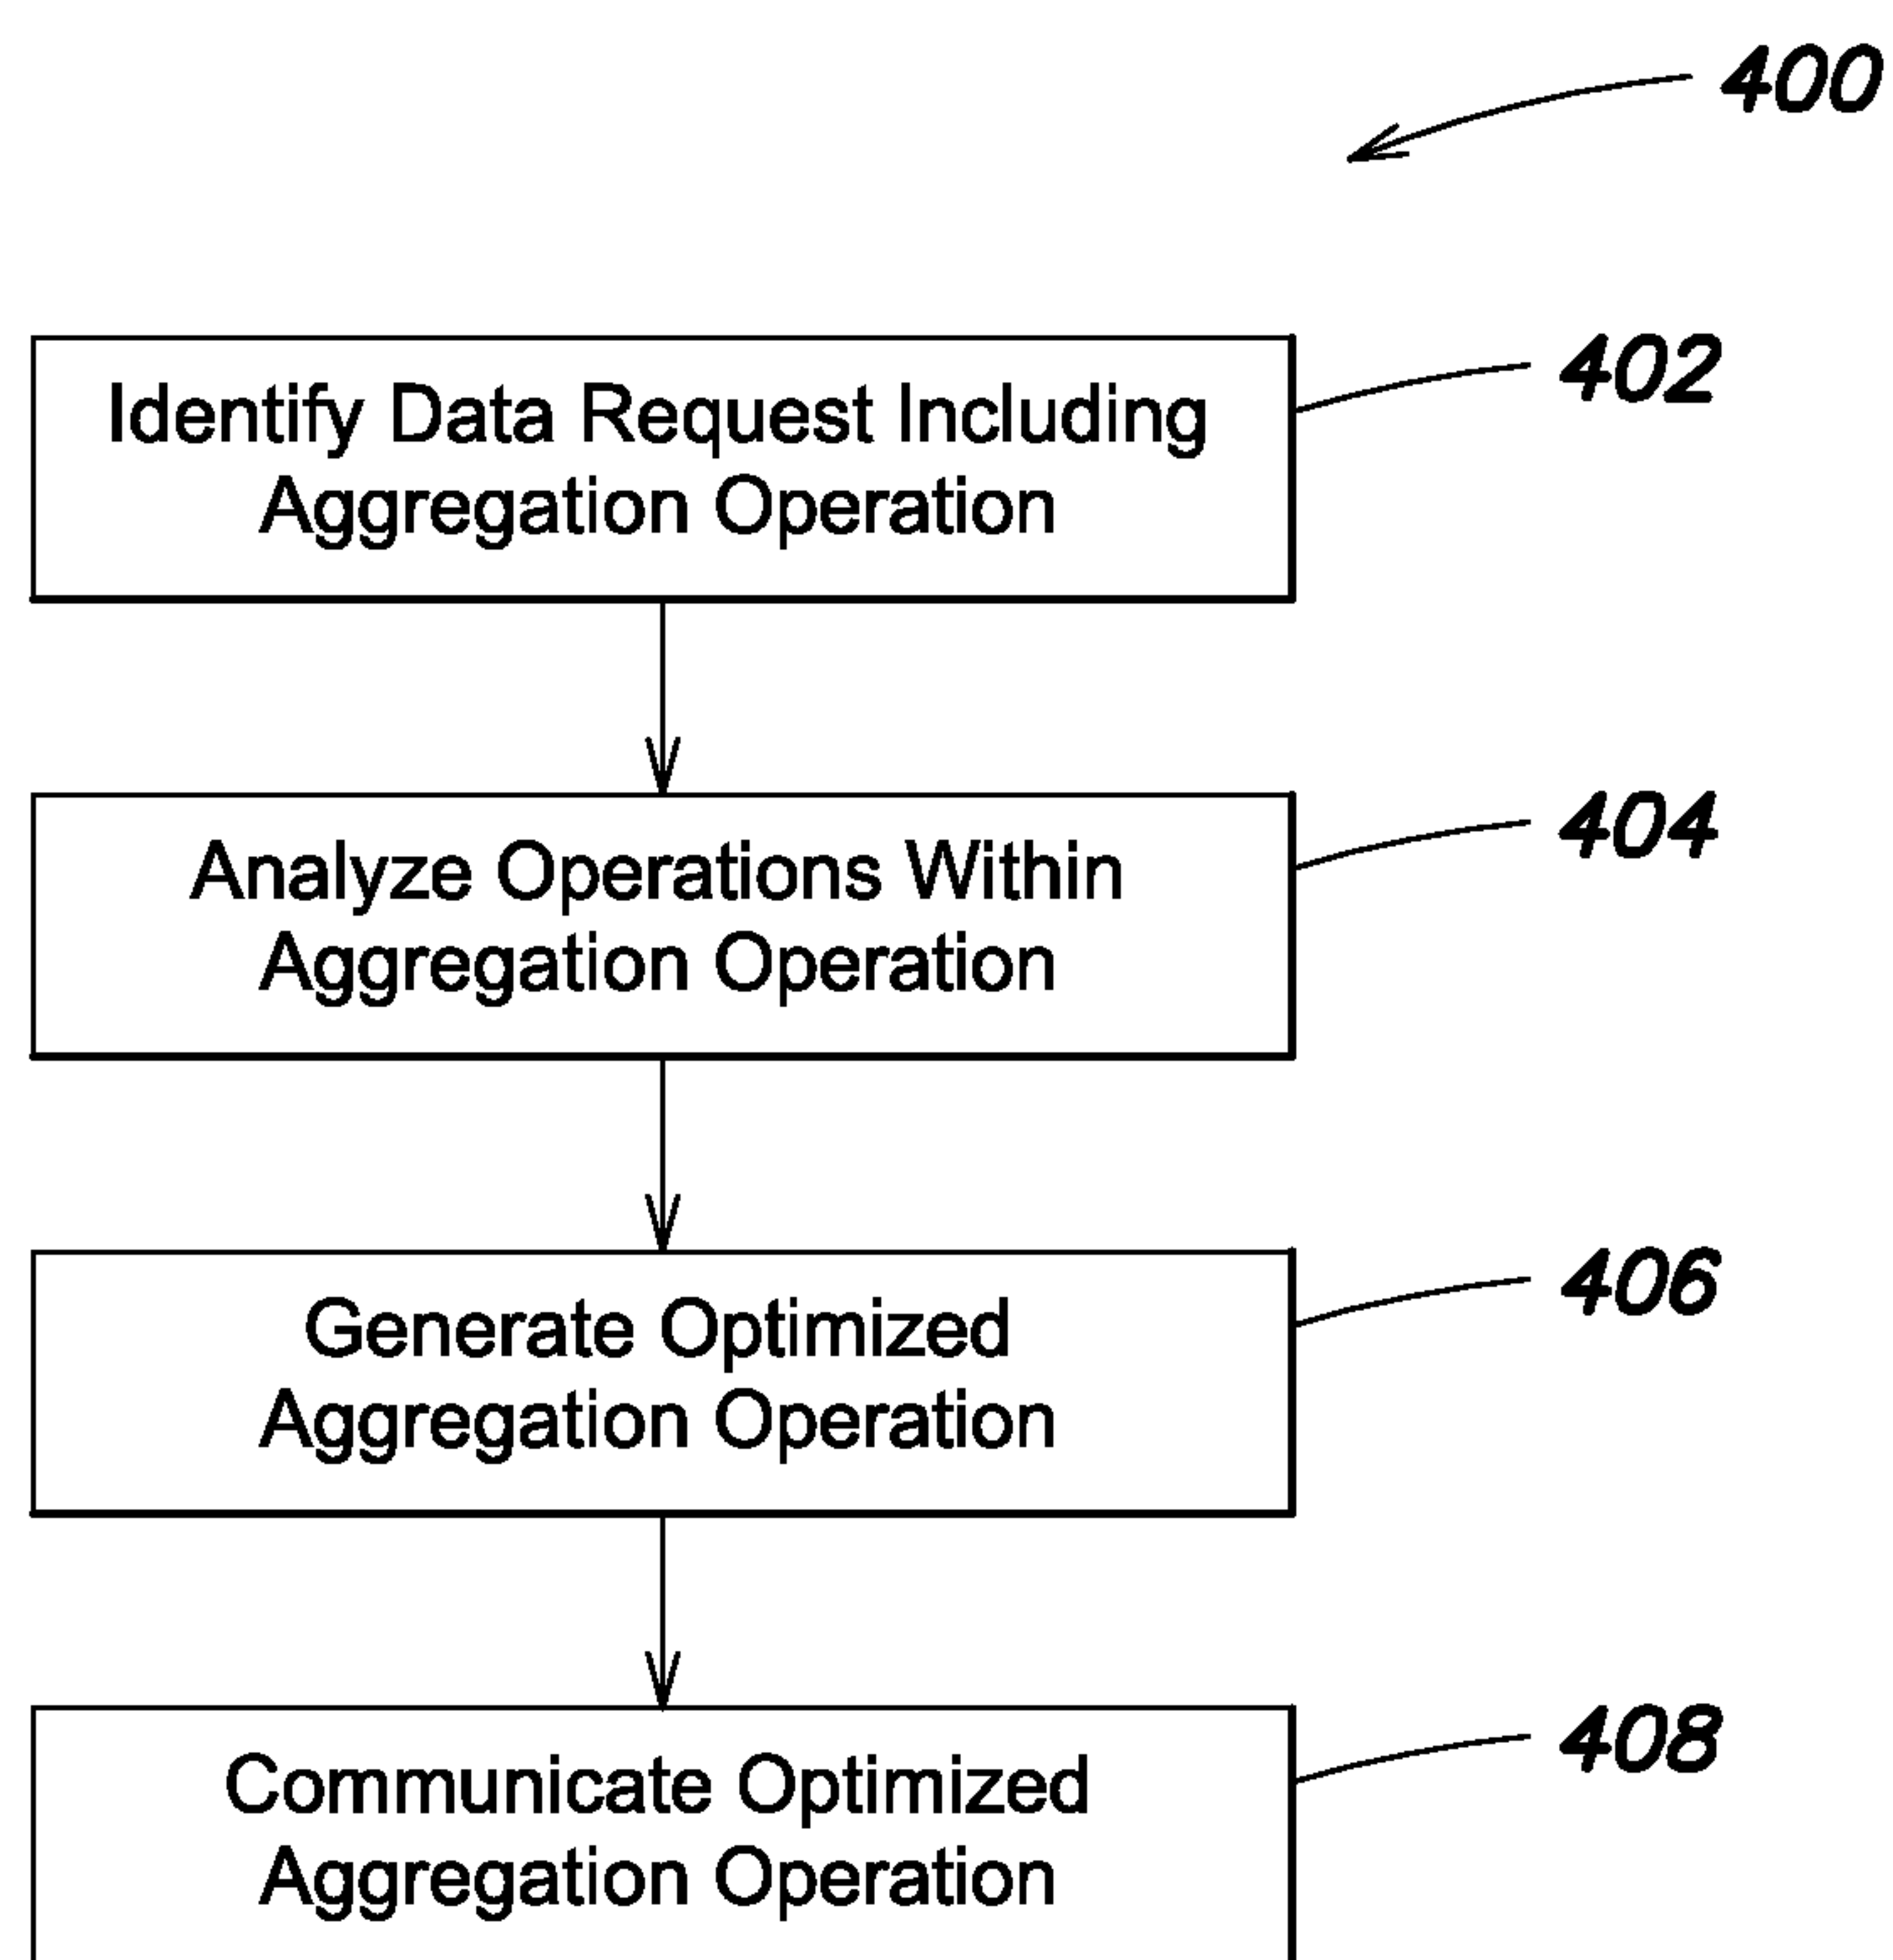 400
Identify Data Request Including
Aggregation Operation
402
Analyze Operations Within
Aggregation Operation
404
Generate Optimized
Aggregation Operation
406
Communicate Optimized
Aggregation Operation
408